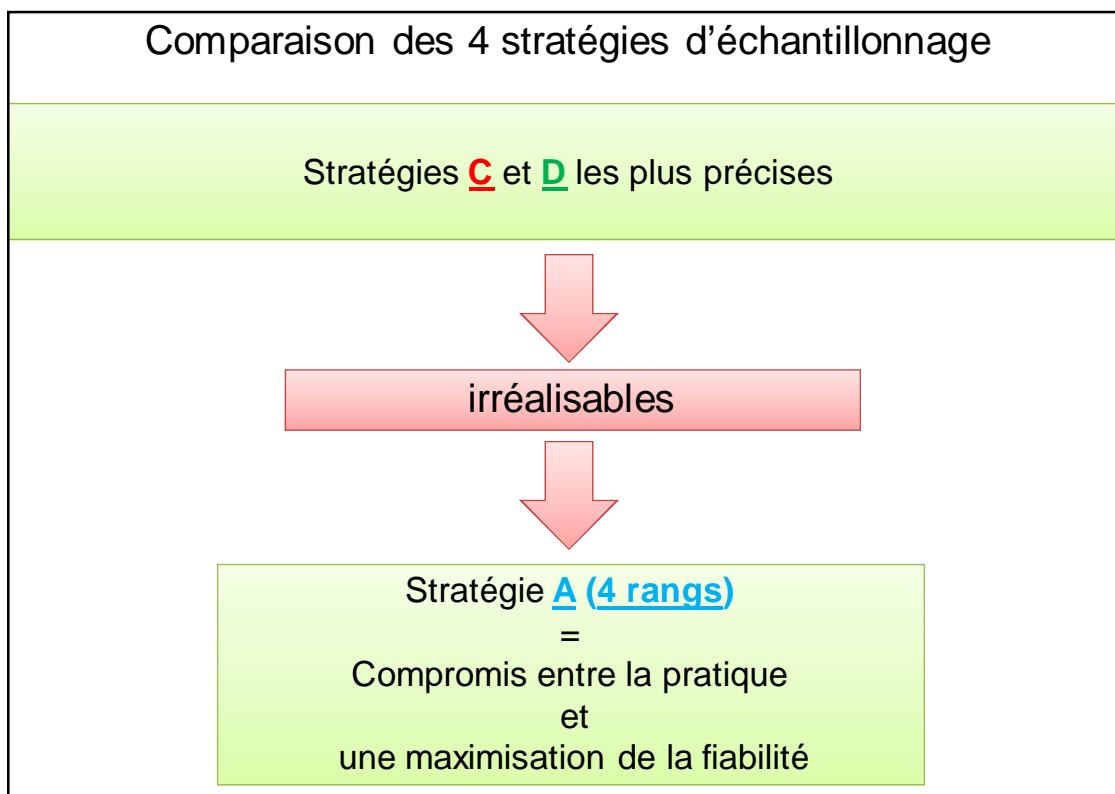 Comparaison des 4 stratégies d’échantillonnage
Stratégies C et D les plus précises
irréalisables
Stratégie A (4 rangs)
=
Compromis entre la pratique
et
une maximisation de la fiabilité